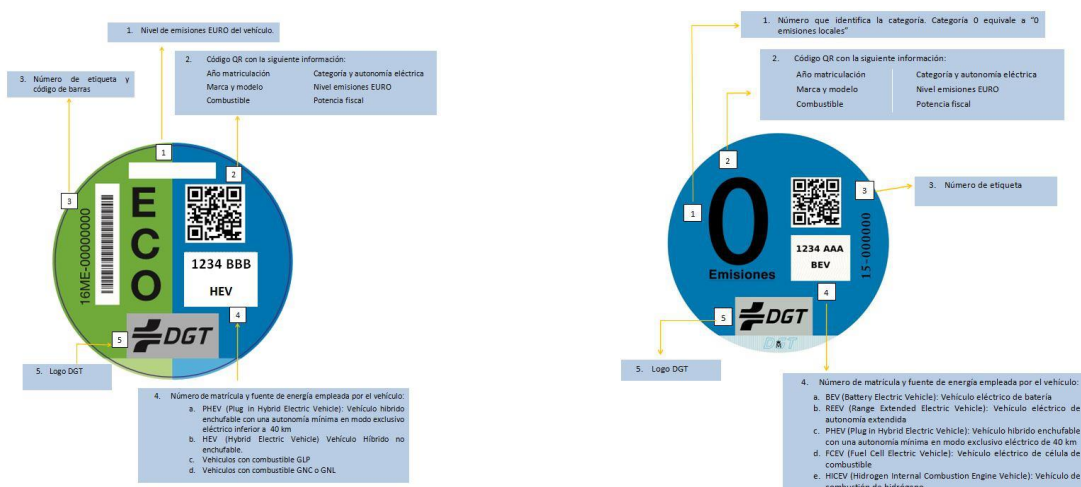 1. Nivel de emisiones EURO del vehículo.
2. Código QR con la siguiente información:
Año matriculación Categoría y autonomía eléctrica
Marca y modelo Nivel emisiones EURO
Combustible Potencia fiscal
3. Número de etiqueta y
código de barras
1
2
3
ECO
16ME-00000000
1234 BBB
HEV
4
5
DGT
5. Logo DGT
4. Número de matrícula y fuente de energía empleada por el vehículo:
a. PHEV (Plug in Hybrid Electric Vehicle): Vehículo híbrido
enchufable con una autonomía mínima en modo exclusivo
eléctrico inferior a 40 km
b. HEV (Hybrid Electric Vehicle) Vehículo Híbrido no
enchufable.
c. Vehiculos con combustible GLP
d. Vehiculos con combustible GNC o GNL
1. Número que identifica la categoría. Categoría 0 equivale a "0
emisiones locales"
2. Código QR con la siguiente información:
Año matriculación Categoría y autonomía eléctrica
Marca y modelo Nivel emisiones EURO
Combustible Potencia fiscal
2
3
1
0
Emisiones
1234 AAA
BEV
15-000000
3. Número de etiqueta
4
5
DGT
DGT
5. Logo DGT
4. Número de matrícula y fuente de energía empleada por el vehículo:
a. BEV (Battery Electric Vehicle): Vehículo eléctrico de batería
b. REEV (Range Extended Electric Vehicle): Vehículo eléctrico de
autonomía extendida
c. PHEV (Plug in Hybrid Electric Vehicle): Vehículo híbrido enchufable
con una autonomía mínima en modo exclusivo eléctrico de 40 km
d. FCEV (Fuel Cell Electric Vehicle): Vehículo eléctrico de célula de
combustible
e. HICEV (Hidrogen Internal Combustion Engine Vehicle): Vehículo de
combustión de hidrógeno